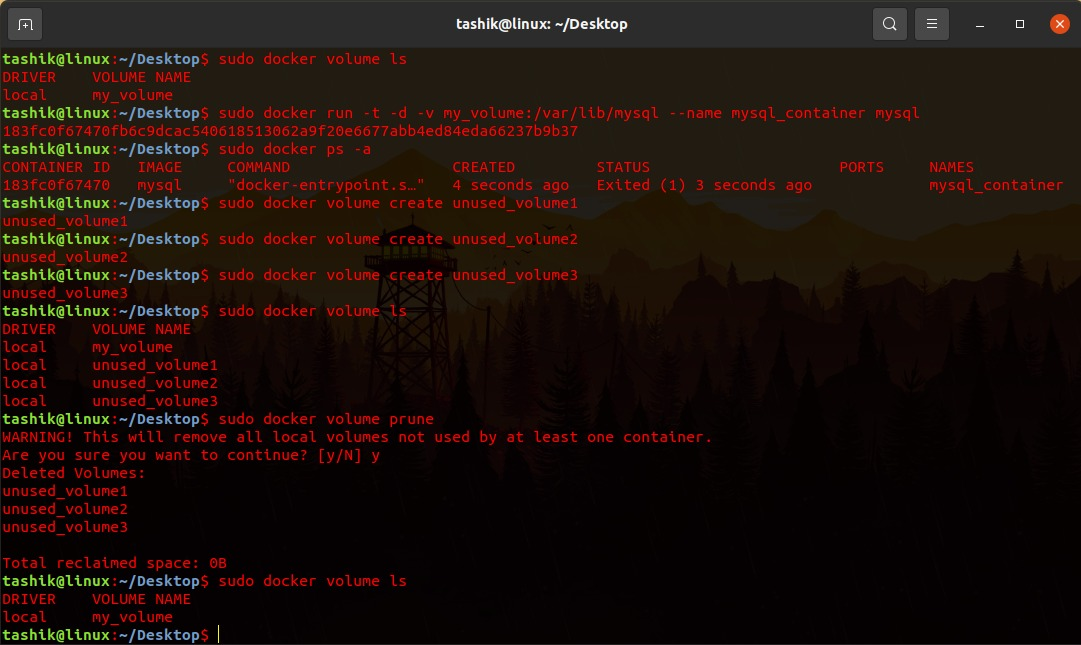 tashik@linux: ~/Desktop
tashik@linux:~/Desktop$ sudo docker volume ls
DRIVER    VOLUME NAME
local     my_volume
tashik@linux:~/Desktop$ sudo docker run -t -d -v my_volume:/var/lib/mysql --name mysql_container mysql
183fc0f67470fb6c9dcac540618513062a9f20e6677abb4ed84eda66237b9b37
tashik@linux:~/Desktop$ sudo docker ps -a
CONTAINER ID   IMAGE     COMMAND                  CREATED         STATUS                     PORTS     NAMES
183fc0f67470   mysql     "docker-entrypoint.s…"   4 seconds ago   Exited (1) 3 seconds ago             mysql_container
tashik@linux:~/Desktop$ sudo docker volume create unused_volume1
unused_volume1
tashik@linux:~/Desktop$ sudo docker volume create unused_volume2
unused_volume2
tashik@linux:~/Desktop$ sudo docker volume create unused_volume3
unused_volume3
tashik@linux:~/Desktop$ sudo docker volume ls
DRIVER    VOLUME NAME
local     my_volume
local     unused_volume1
local     unused_volume2
local     unused_volume3
tashik@linux:~/Desktop$ sudo docker volume prune
WARNING! This will remove all local volumes not used by at least one container.
Are you sure you want to continue? [y/N] y
Deleted Volumes:
unused_volume1
unused_volume2
unused_volume3
Total reclaimed space: 0B
tashik@linux:~/Desktop$ sudo docker volume ls
DRIVER    VOLUME NAME
local     my_volume
tashik@linux:~/Desktop$